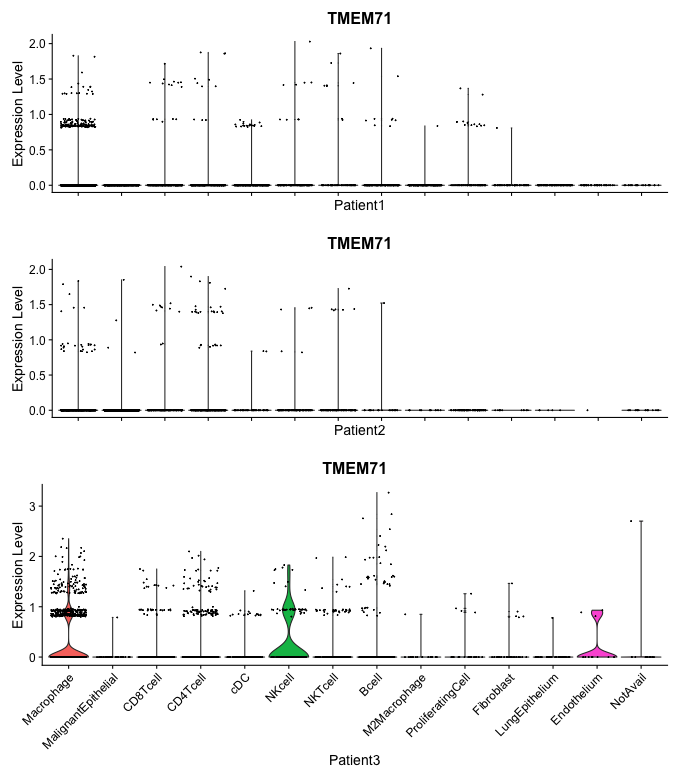 TMEM71
Expression Level
2.0
1.5
1.0
0.5
0.0
Patient1
TMEM71
Expression Level
2.0
1.5
1.0
0.5
0.0
Patient2
TMEM71
Expression Level
3
2
1
0
Macrophage
MalignantEpithelial
CD8Tcell
CD4Tcell
cDC
NKcell
NKTcell
Bcell
M2Macrophage
ProliferatingCell
Fibroblast
LungEpithelium
Endothelium
NotAvail
Patient3